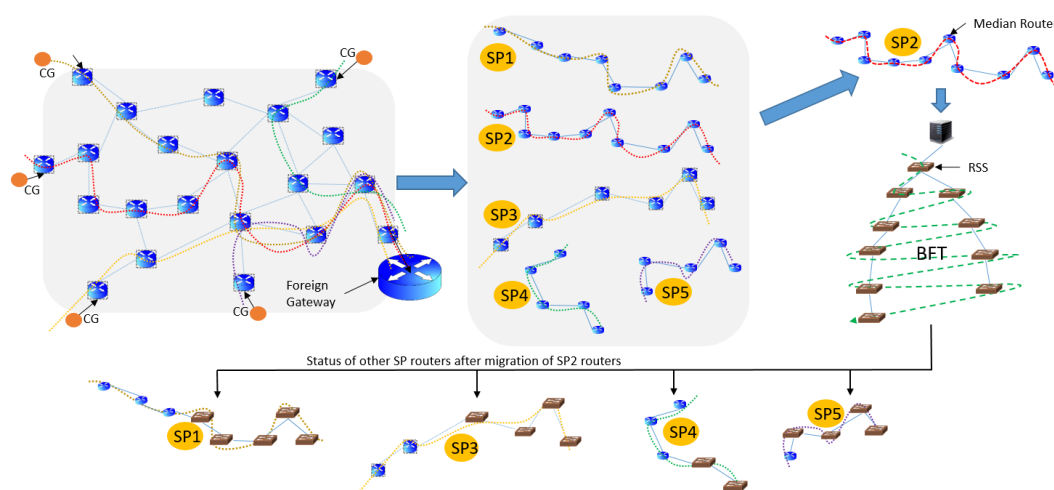 CG
CG
SP1
SP2
Median Router
SP2
CG
SP3
SP4
SP5
RSS
BFT
Foreign
Gateway
CG
CG
Status of other SP routers after migration of SP2 routers
SP1
SP3
SP4
SP5